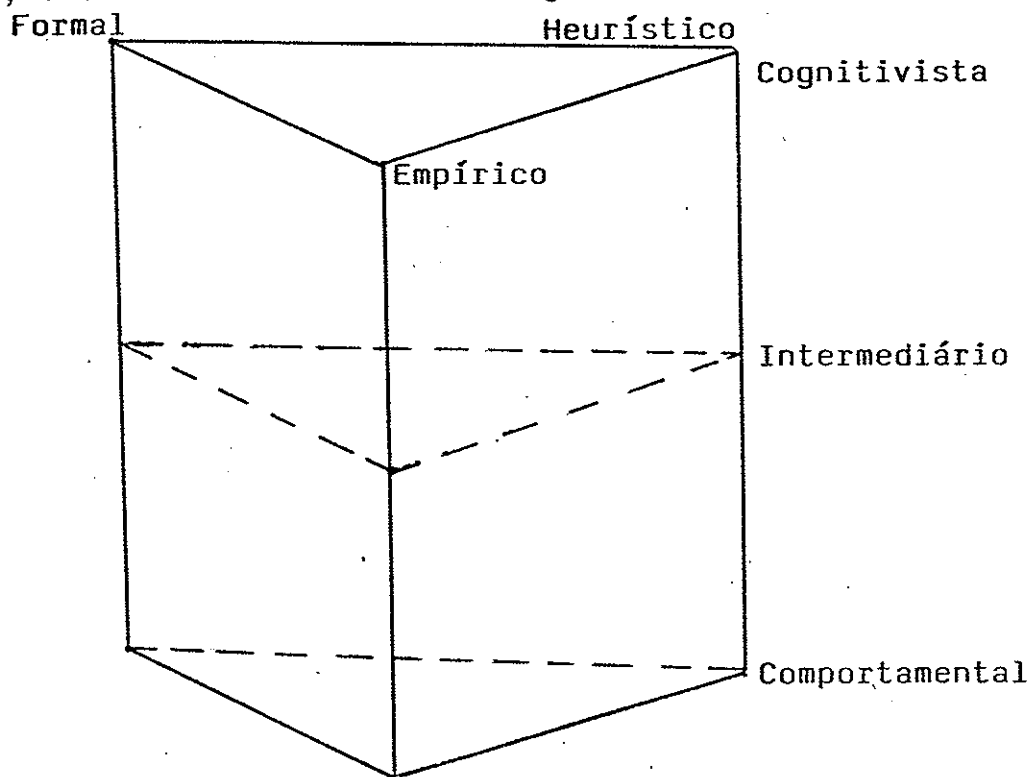 Formal
Heurístico
Cognitivista
Empírico
Intermediário
Comportamental